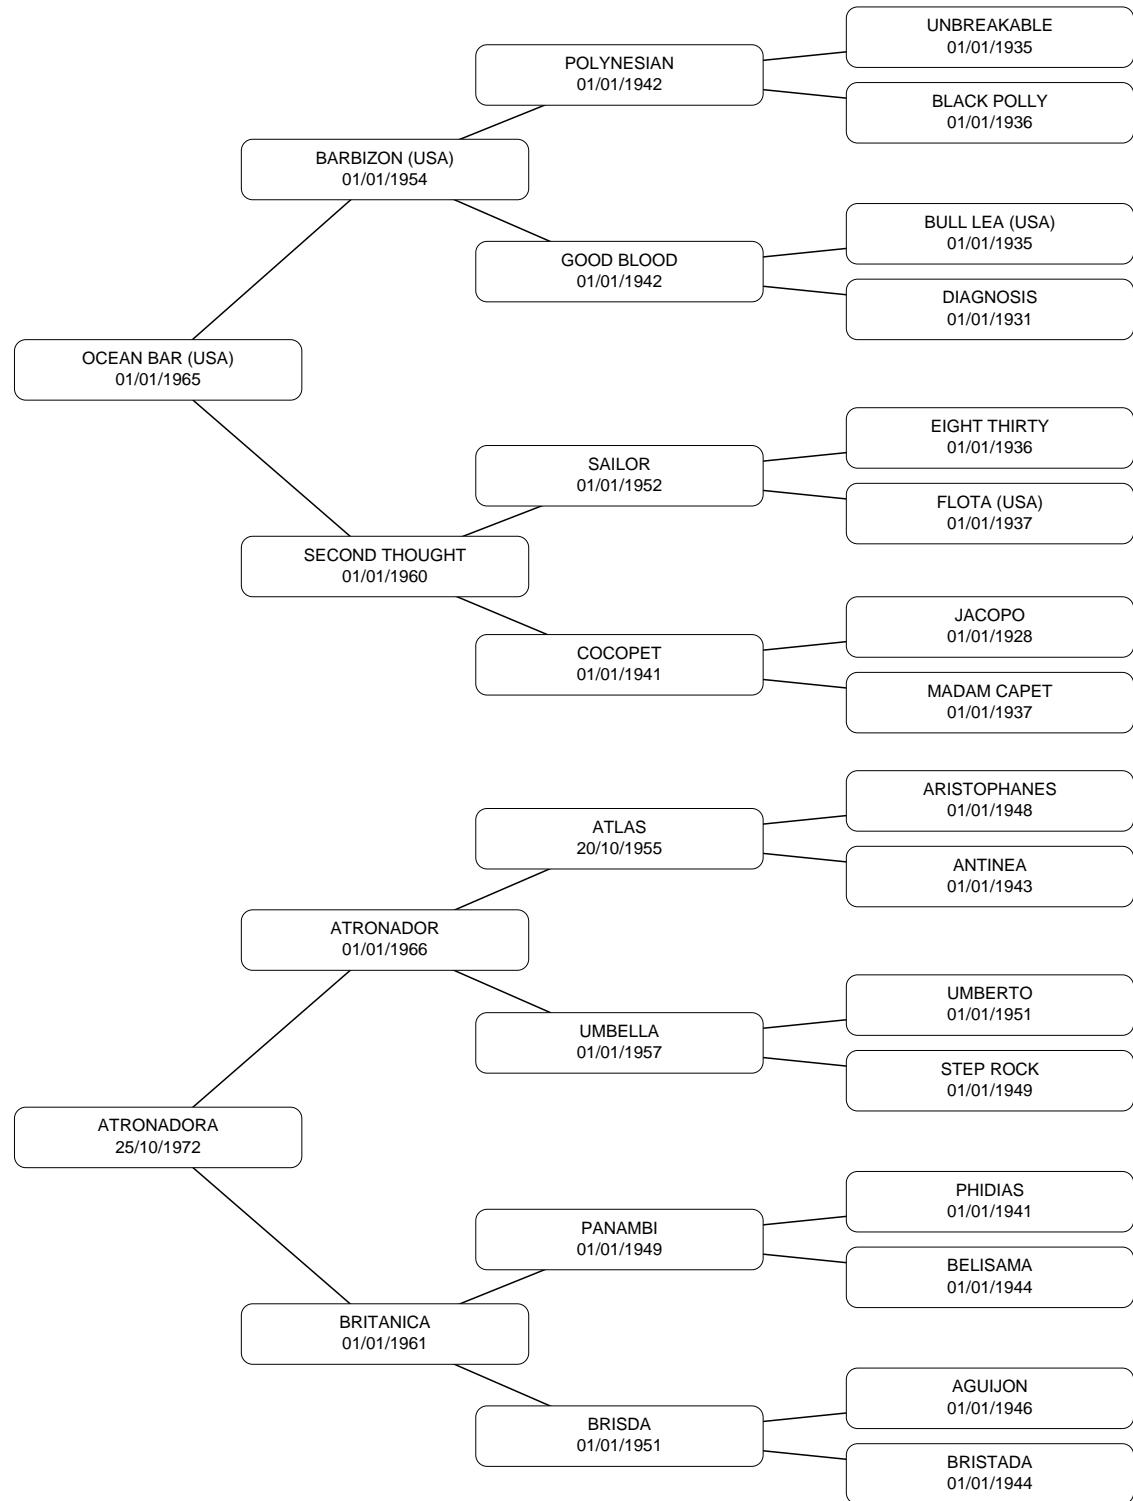 UNBREAKABLE
01/01/1935
POLYNESIAN
01/01/1942
BLACK POLLY
01/01/1936
BARBIZON (USA)
01/01/1954
BULL LEA (USA)
01/01/1935
GOOD BLOOD
01/01/1942
DIAGNOSIS
01/01/1931
OCEAN BAR (USA)
01/01/1965
EIGHT THIRTY
01/01/1936
SAILOR
01/01/1952
FLOTA (USA)
01/01/1937
SECOND THOUGHT
01/01/1960
JACOPO
01/01/1928
COCOPET
01/01/1941
MADAM CAPET
01/01/1937
ARISTOPHANES
01/01/1948
ATLAS
20/10/1955
ANTINEA
01/01/1943
ATRONADOR
01/01/1966
UMBERTO
01/01/1951
UMBELLA
01/01/1957
STEP ROCK
01/01/1949
ATRONADORA
25/10/1972
PHIDIAS
01/01/1941
PANAMBI
01/01/1949
BELISAMA
01/01/1944
BRITANICA
01/01/1961
AGUIJON
01/01/1946
BRISDA
01/01/1951
BRISTADA
01/01/1944